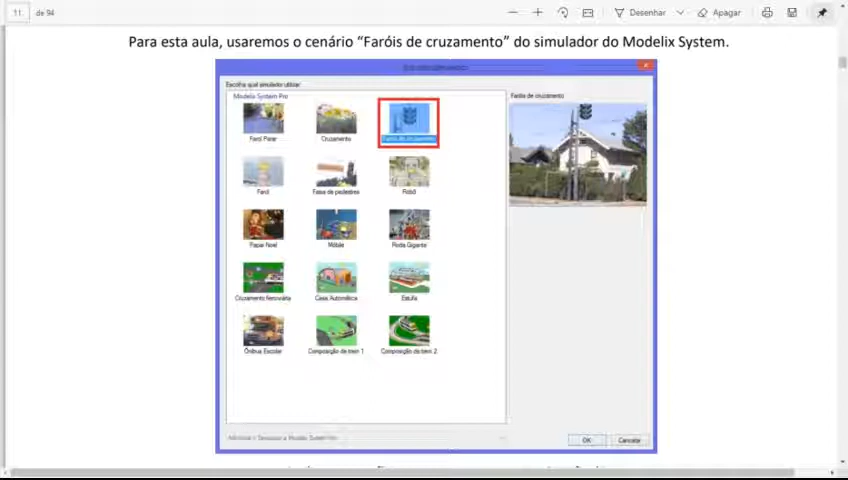 11 de 94 Desenhar Apagar
Para esta aula, usaremos o cenário “Faróis de cruzamento” do simulador do Modelix System.
Escolha qual simulador utilizar:
Modelix System Pro
Faróis de cruzamento
Farol Pisrar Cruzamento Faróis de cruzamento
Farol Faixa de pedestres Robô
Papai Noel Móbile Roda Gigante
Cruzamento ferroviário Casa Automática Estufa
Ônibus Escolar Composição de trem 1 Composição de trem 2
OK Cancelar